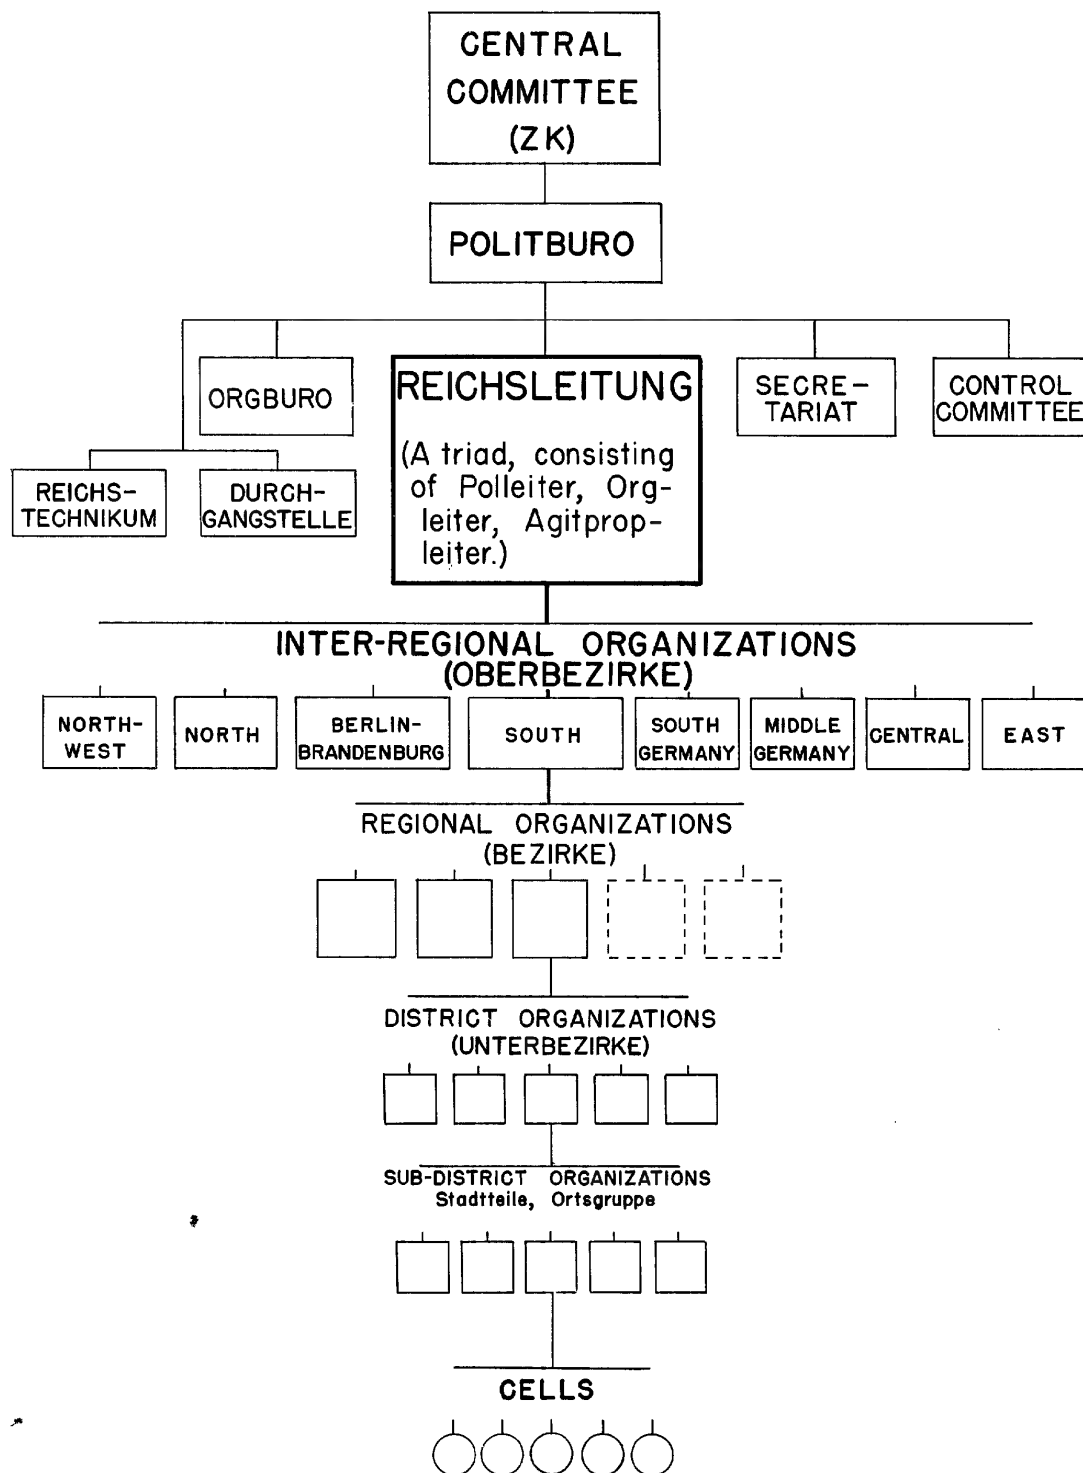 CENTRAL
COMMITTEE
(ZK)
POLITBURO
ORGBURO
REICHSLEITUNG
(A triad, consisting
of Polleiter, Org-
leiter, Agitprop-
leiter.)
SECRE-
TARIAT
CONTROL
COMMITTEE
REICHS-
TECHNIKUM
DURCH-
GANGSTELLE
INTER-REGIONAL ORGANIZATIONS
(OBERBEZIRKE)
NORTH-
WEST
NORTH
BERLIN-
BRANDENBURG
SOUTH
SOUTH
GERMANY
MIDDLE
GERMANY
CENTRAL
EAST
REGIONAL ORGANIZATIONS
(BEZIRKE)
DISTRICT ORGANIZATIONS
(UNTERBEZIRKE)
SUB-DISTRICT ORGANIZATIONS
Stadtteile, Ortsgruppe
CELLS